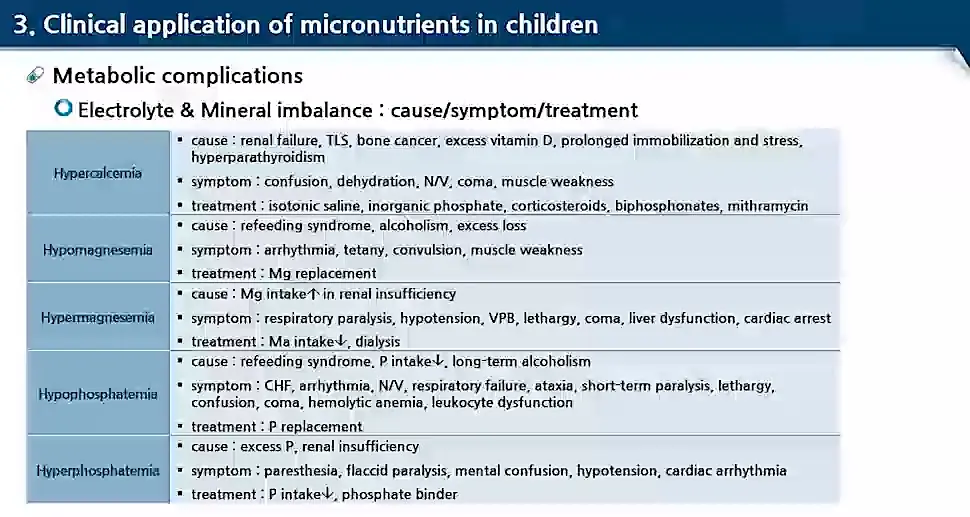 3. Clinical application of micronutrients in children
Metabolic complications
Electrolyte & Mineral imbalance : cause/symptom/treatment
Hypercalcemia
▪ cause : renal failure, TLS, bone cancer, excess vitamin D, prolonged immobilization and stress,
hyperparathyroidism
▪ symptom : confusion, dehydration, N/V, coma, muscle weakness
▪ treatment : isotonic saline, inorganic phosphate, corticosteroids, biphosphonates, mithramycin
Hypomagnesemia
▪ cause : refeeding syndrome, alcoholism, excess loss
▪ symptom : arrhythmia, tetany, convulsion, muscle weakness
▪ treatment : Mg replacement
Hypermagnesemia
▪ cause : Mg intake↑ in renal insufficiency
▪ symptom : respiratory paralysis, hypotension, VPB, lethargy, coma, liver dysfunction, cardiac arrest
▪ treatment : Ma intake↓, dialysis
Hypophosphatemia
▪ cause : refeeding syndrome, P intake↓, long-term alcoholism
▪ symptom : CHF, arrhythmia, N/V, respiratory failure, ataxia, short-term paralysis, lethargy,
confusion, coma, hemolytic anemia, leukocyte dysfunction
▪ treatment : P replacement
Hyperphosphatemia
▪ cause : excess P, renal insufficiency
▪ symptom : paresthesia, flaccid paralysis, mental confusion, hypotension, cardiac arrhythmia
▪ treatment : P intake↓, phosphate binder